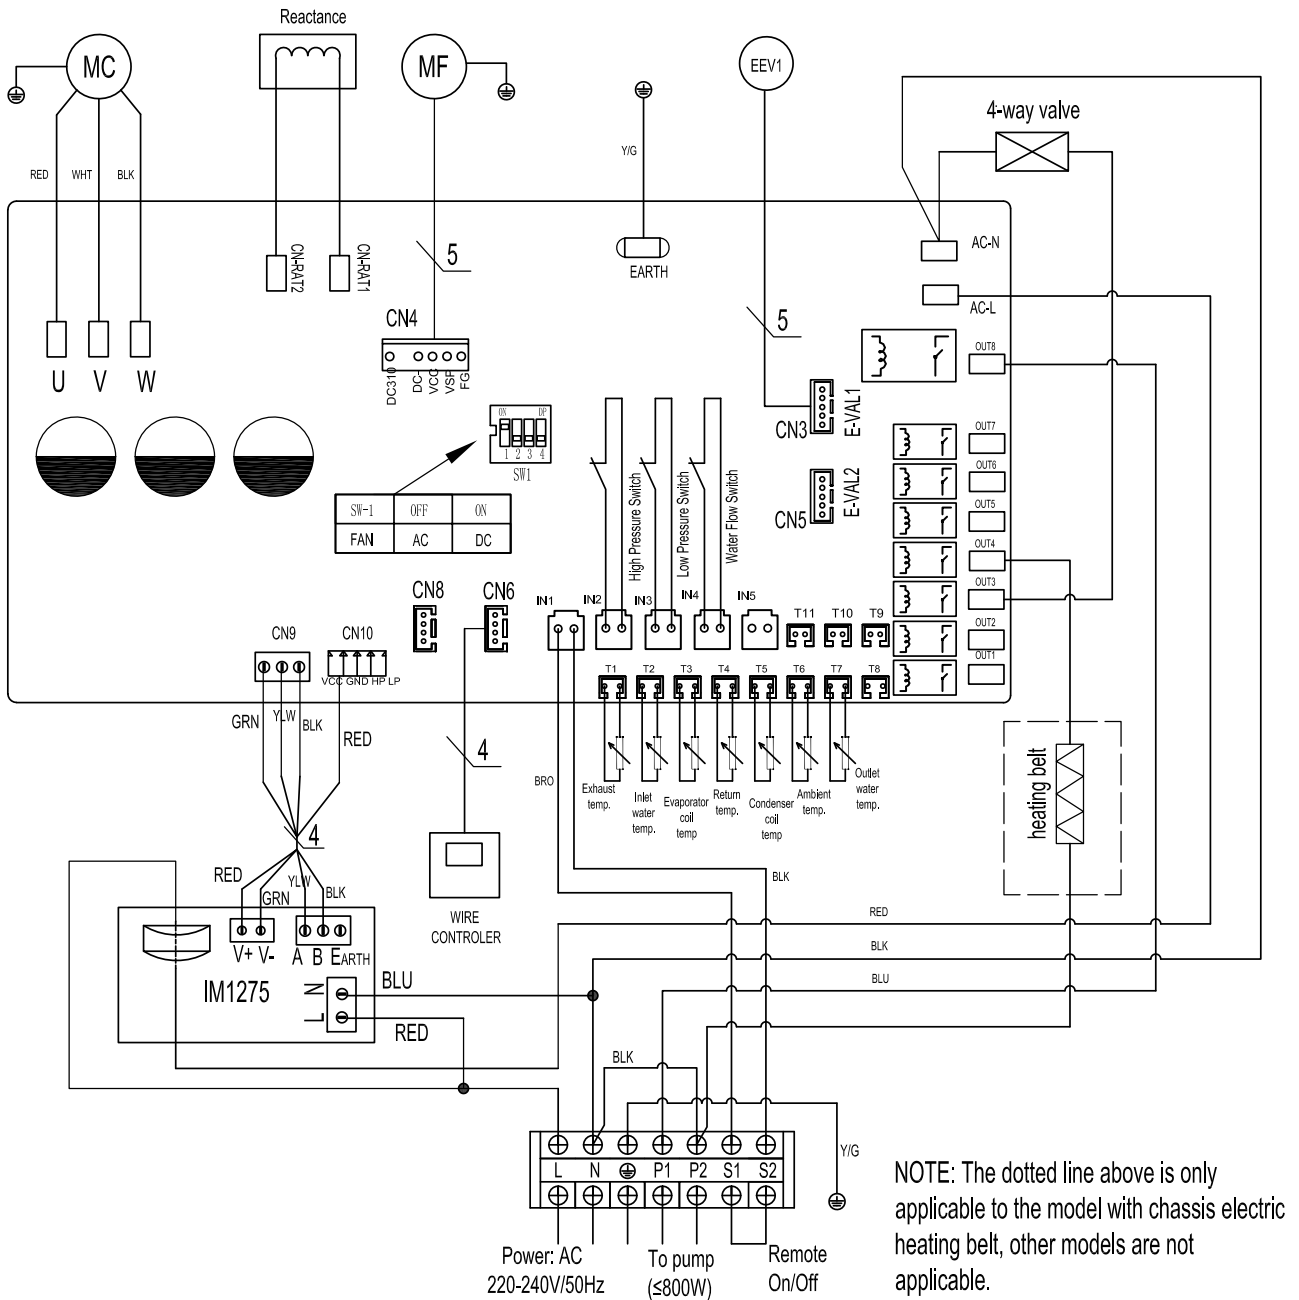 Reactance
MC
MF
EEV1
4-way valve
RED
WHT
BLK
Y/G
CN-RAT2
CN-RAT1
5
EARTH
AC-N
AC-L
5
CN4
DC310
DC-
VCC
VSP
FG
U
V
W
OUT8
CN3
E-VAL1
ON
DP
1 2 3 4
SW1
OUT7
OUT6
OUT5
OUT4
OUT3
OUT2
OUT1
CN5
E-VAL2
SW-1 OFF ON
FAN AC DC
High Pressure Switch
Low Pressure Switch
Water Flow Switch
CN8
CN6
IN1
IN2
IN3
IN4
IN5
T11
T10
T9
CN9
CN10
VCC GND HP LP
T1
T2
T3
T4
T5
T6
T7
T8
GRN
YLW
BLK
RED
4
BRO
Exhaust
temp.
Inlet
water
temp.
Evaporator
coil
temp
Return
temp.
Condenser
coil
temp
Ambient
temp.
Outlet
water
temp.
heating belt
4
RED
GRN
YLW
BLK
WIRE
CONTROLER
BLK
RED
BLK
BLU
V+ V-
A B EARTH
IM1275
N
L
BLU
RED
BLK
Y/G
L N P1 P2 S1 S2
Power: AC
220-240V/50Hz
To pump
(≤800W)
Remote
On/Off
NOTE: The dotted line above is only
applicable to the model with chassis electric
heating belt, other models are not
applicable.